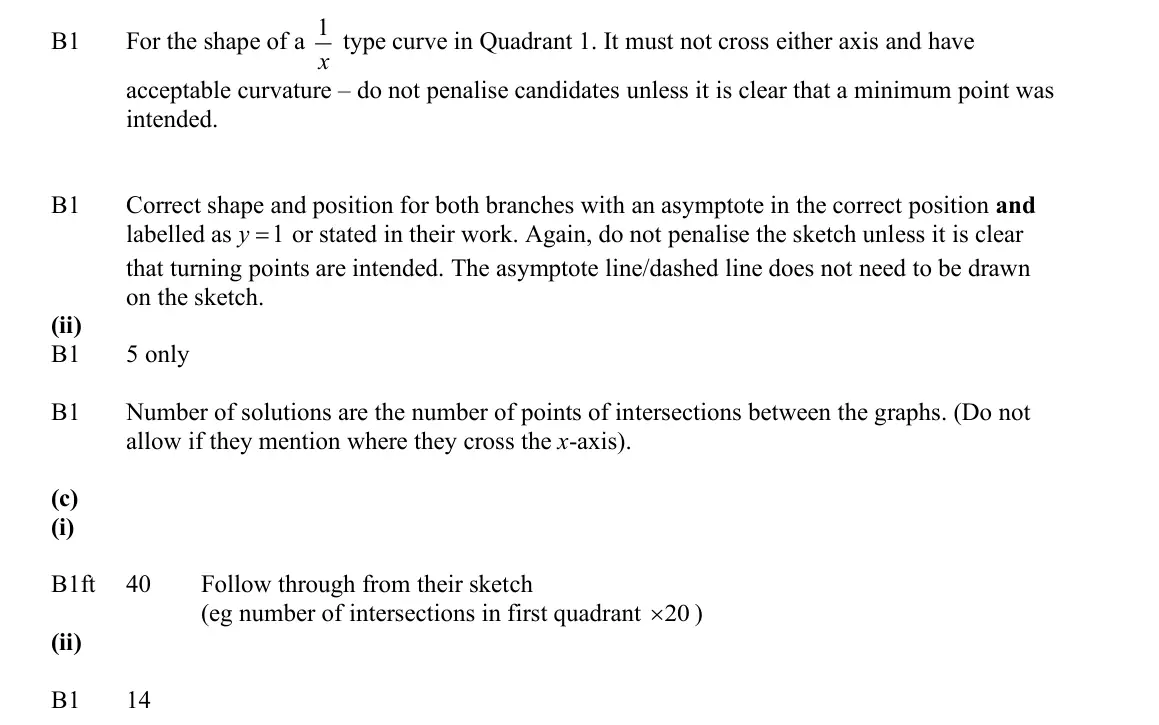 B1 For the shape of a 1/x type curve in Quadrant 1. It must not cross either axis and have
acceptable curvature – do not penalise candidates unless it is clear that a minimum point was
intended.
B1 Correct shape and position for both branches with an asymptote in the correct position and
labelled as y = 1 or stated in their work. Again, do not penalise the sketch unless it is clear
that turning points are intended. The asymptote line/dashed line does not need to be drawn
on the sketch.
(ii)
B1 5 only
B1 Number of solutions are the number of points of intersections between the graphs. (Do not
allow if they mention where they cross the x-axis).
(c)
(i)
B1ft 40 Follow through from their sketch
(eg number of intersections in first quadrant ×20 )
(ii)
B1 14